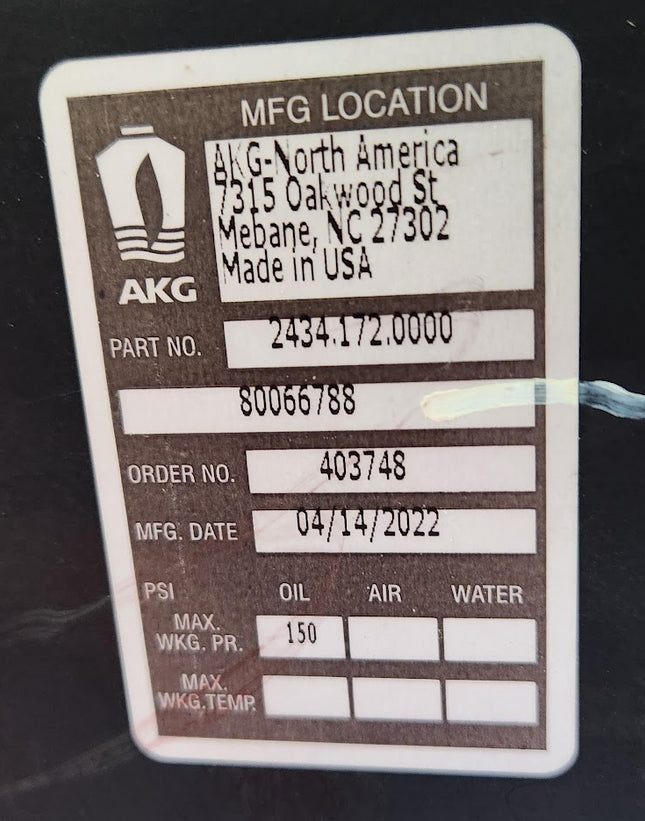 MFG LOCATION
AKG-North America
7315 Oakwood St
Mebane, NC 27302
Made in USA
AKG
PART NO. 2434.172.0000
80066788
ORDER NO. 403748
MFG. DATE 04/14/2022
PSI OIL AIR WATER
MAX.
WKG. PR. 150
MAX.
WKG.TEMP.